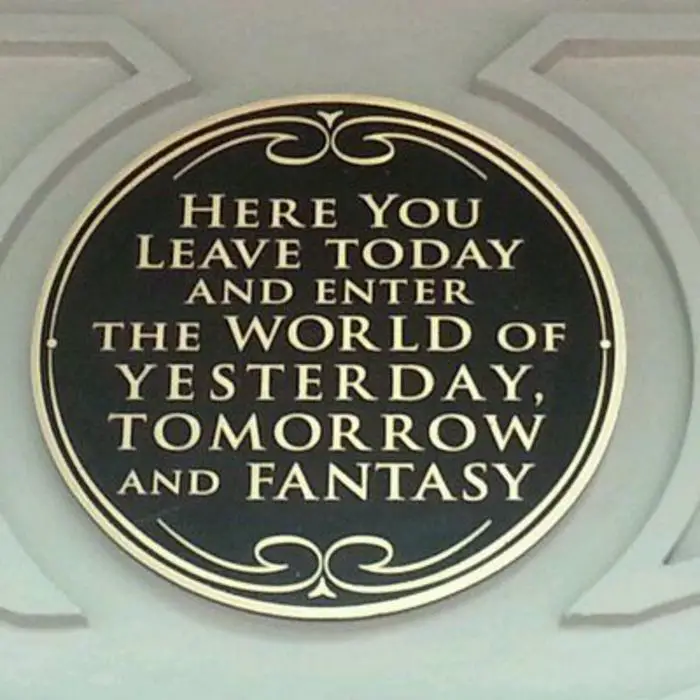 Here You
Leave today
and enter
the WORLD of
YESTERDAY,
TOMORROW
and FANTASY